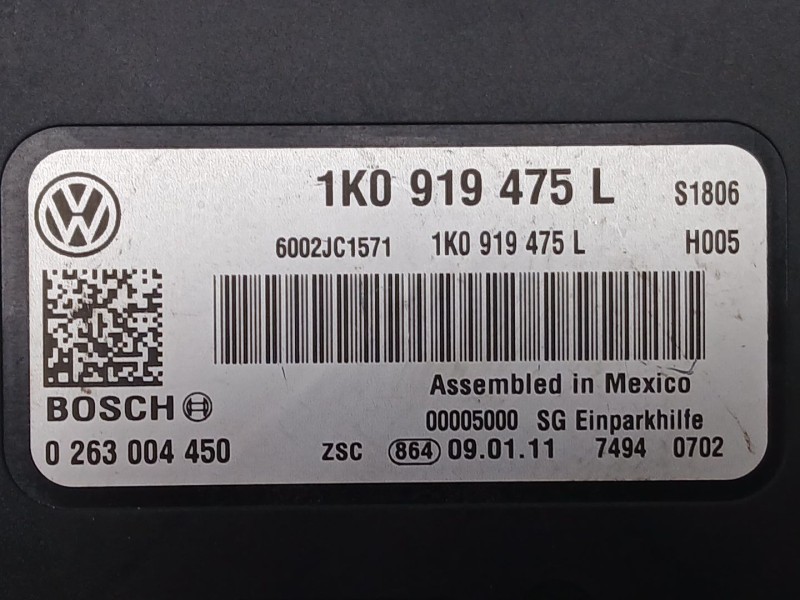 1K0 919 475 L S1806
6002JC1571 1K0 919 475 L H005
Assembled in Mexico
BOSCH
00005000 SG Einparkhilfe
0 263 004 450 ZSC 864 09.01.11 7494 0702